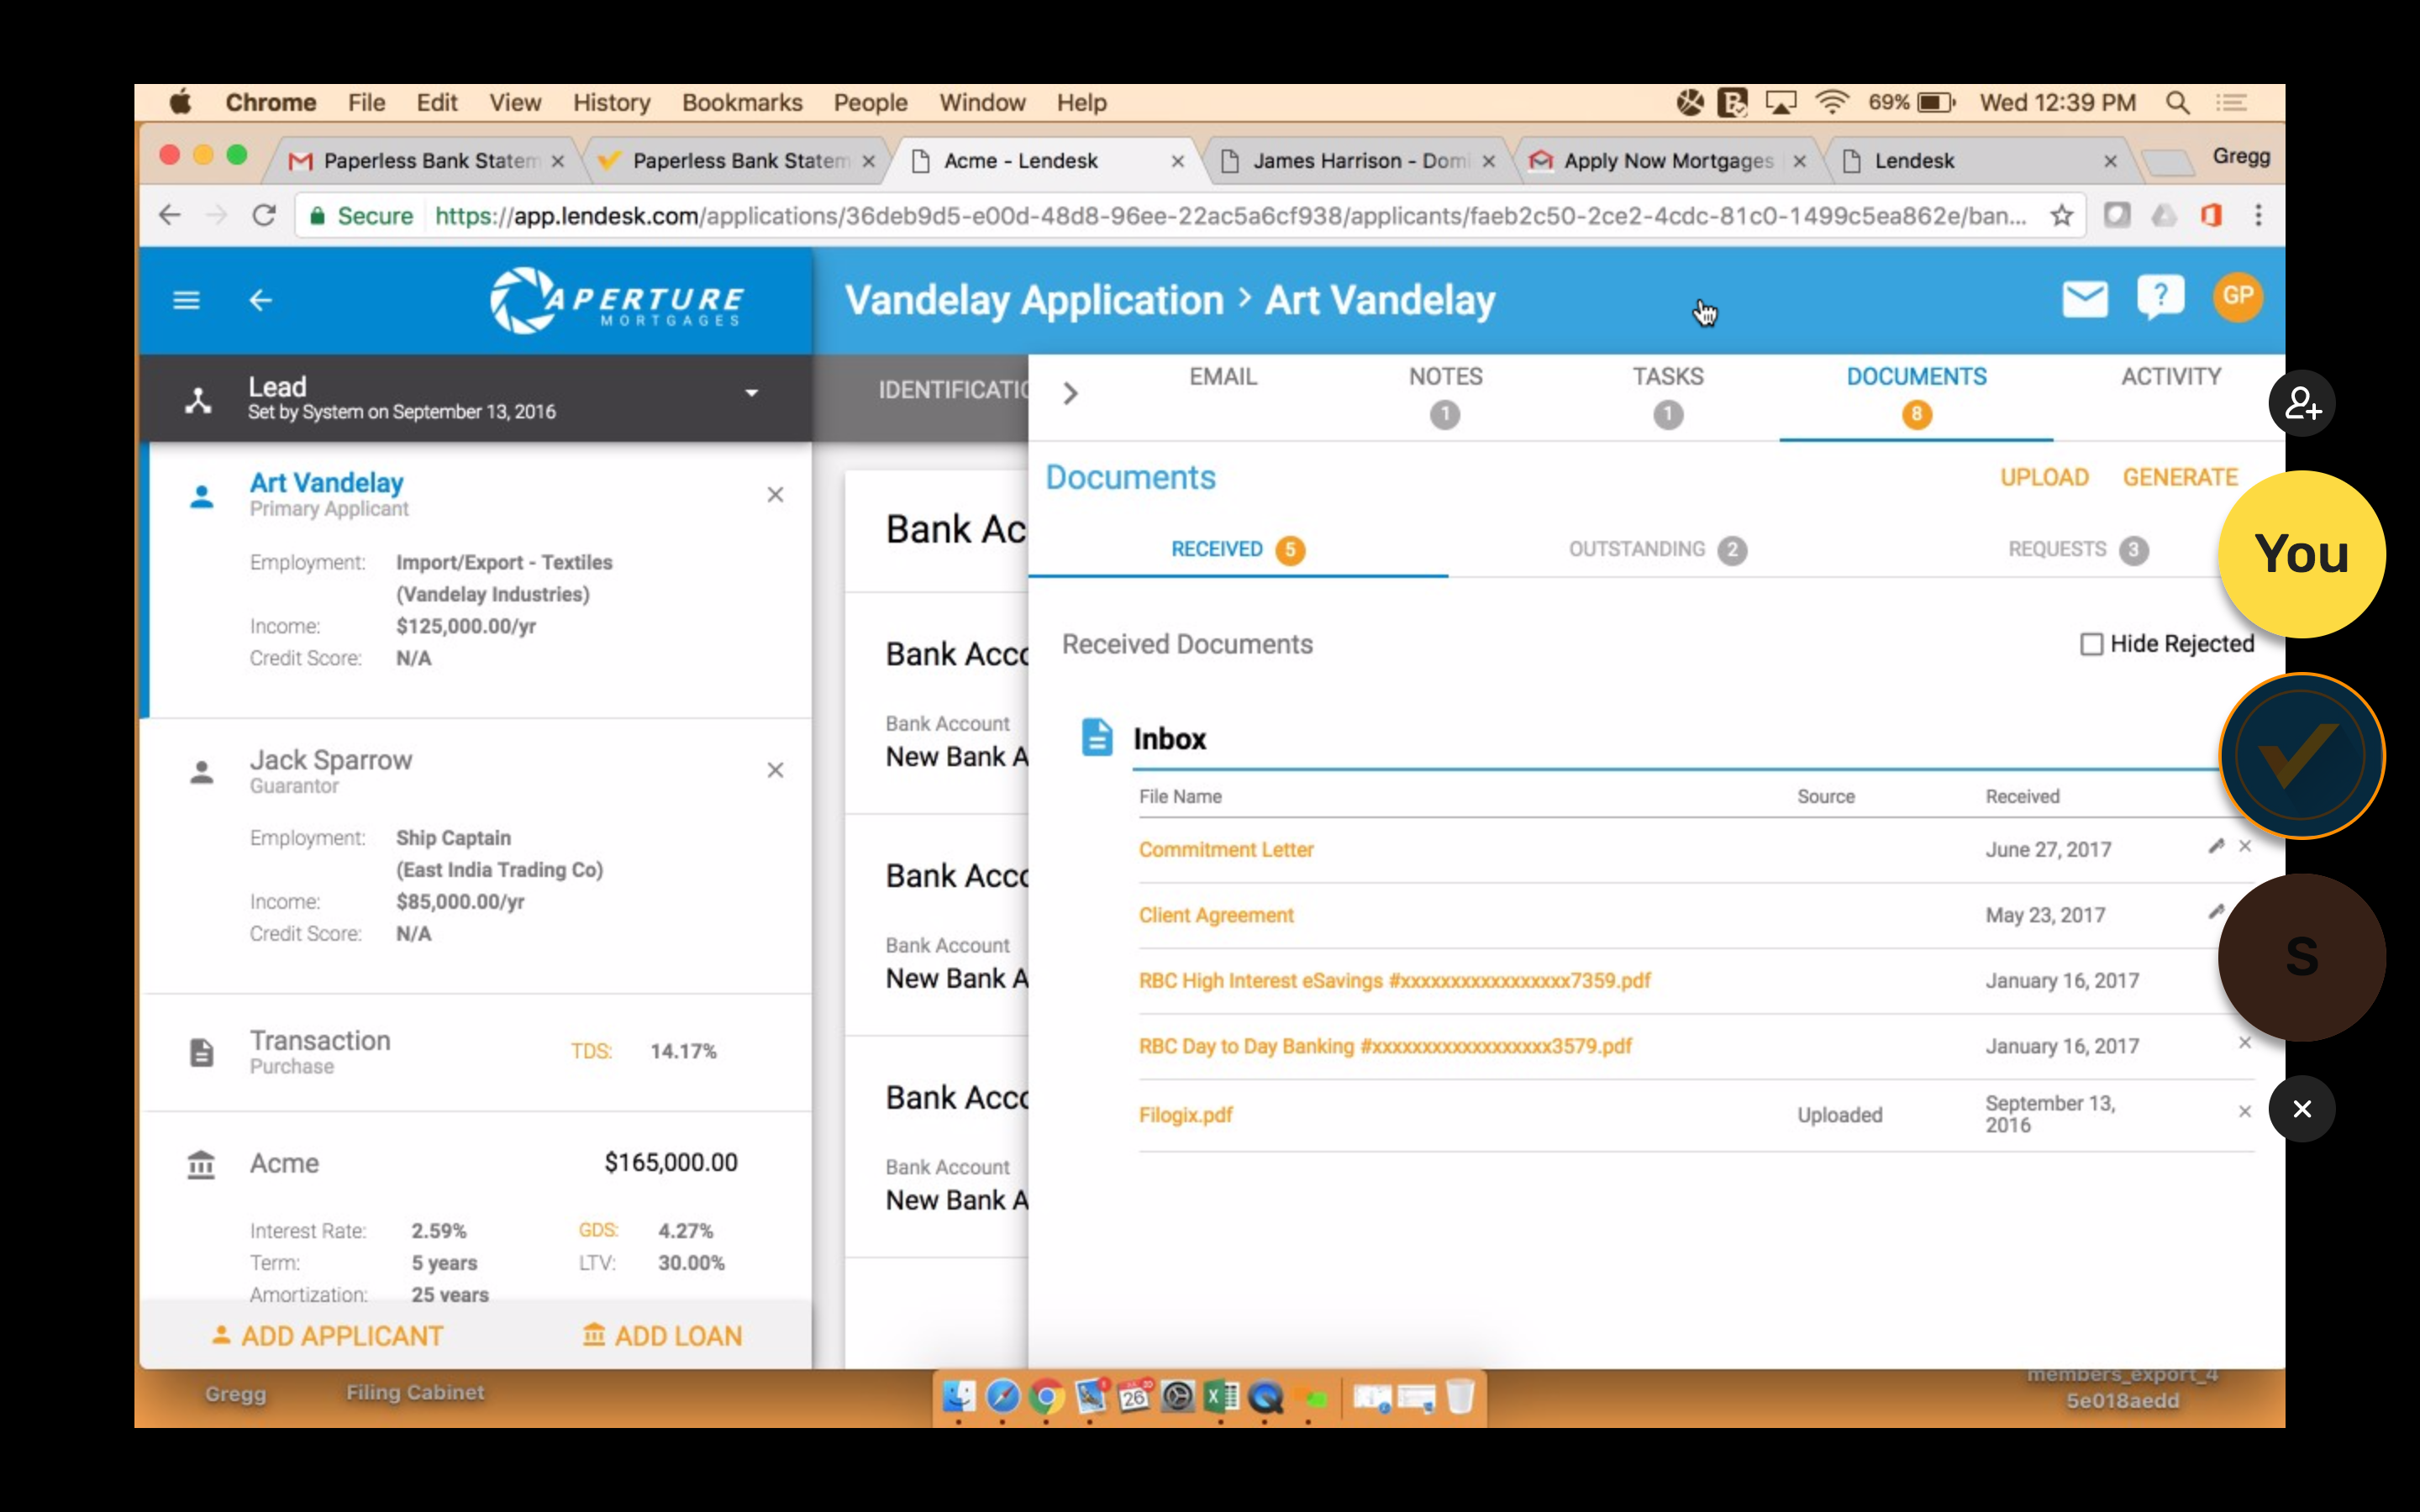 Chrome File Edit View History Bookmarks People Window Help 69% Wed 12:39 PM
Paperless Bank Statem Paperless Bank Statem Acme - Lendesk James Harrison - Domi Apply Now Mortgages Lendesk Gregg
Secure https://app.lendesk.com/applications/36deb9d5-e00d-48d8-96ee-22ac5a6cf938/applicants/faeb2c50-2ce2-4cdc-81c0-1499c5ea862e/ban...
APERTURE
MORTGAGES
Vandelay Application > Art Vandelay
? GP
Lead
Set by System on September 13, 2016
Art Vandelay
Primary Applicant
Employment: Import/Export - Textiles
(Vandelay Industries)
Income: $125,000.00/yr
Credit Score: N/A
Jack Sparrow
Guarantor
Employment: Ship Captain
(East India Trading Co)
Income: $85,000.00/yr
Credit Score: N/A
Transaction
Purchase
TDS: 14.17%
Acme $165,000.00
Interest Rate: 2.59% GDS: 4.27%
Term: 5 years LTV: 30.00%
Amortization: 25 years
ADD APPLICANT ADD LOAN
IDENTIFICATIO
Bank Ac
Bank Acco
Bank Account
New Bank A
Bank Acco
Bank Account
New Bank A
Bank Acco
Bank Account
New Bank A
EMAIL NOTES TASKS DOCUMENTS ACTIVITY
1 1 8
Documents UPLOAD GENERATE
RECEIVED 5 OUTSTANDING 2 REQUESTS 3
Received Documents Hide Rejected
Inbox
File Name Source Received
Commitment Letter June 27, 2017
Client Agreement May 23, 2017
RBC High Interest eSavings #xxxxxxxxxxxxxxxxx7359.pdf January 16, 2017
RBC Day to Day Banking #xxxxxxxxxxxxxxxxxx3579.pdf January 16, 2017
Filogix.pdf Uploaded September 13,
2016
You
S
Gregg Filing Cabinet
26
members_export_4
5e018aedd